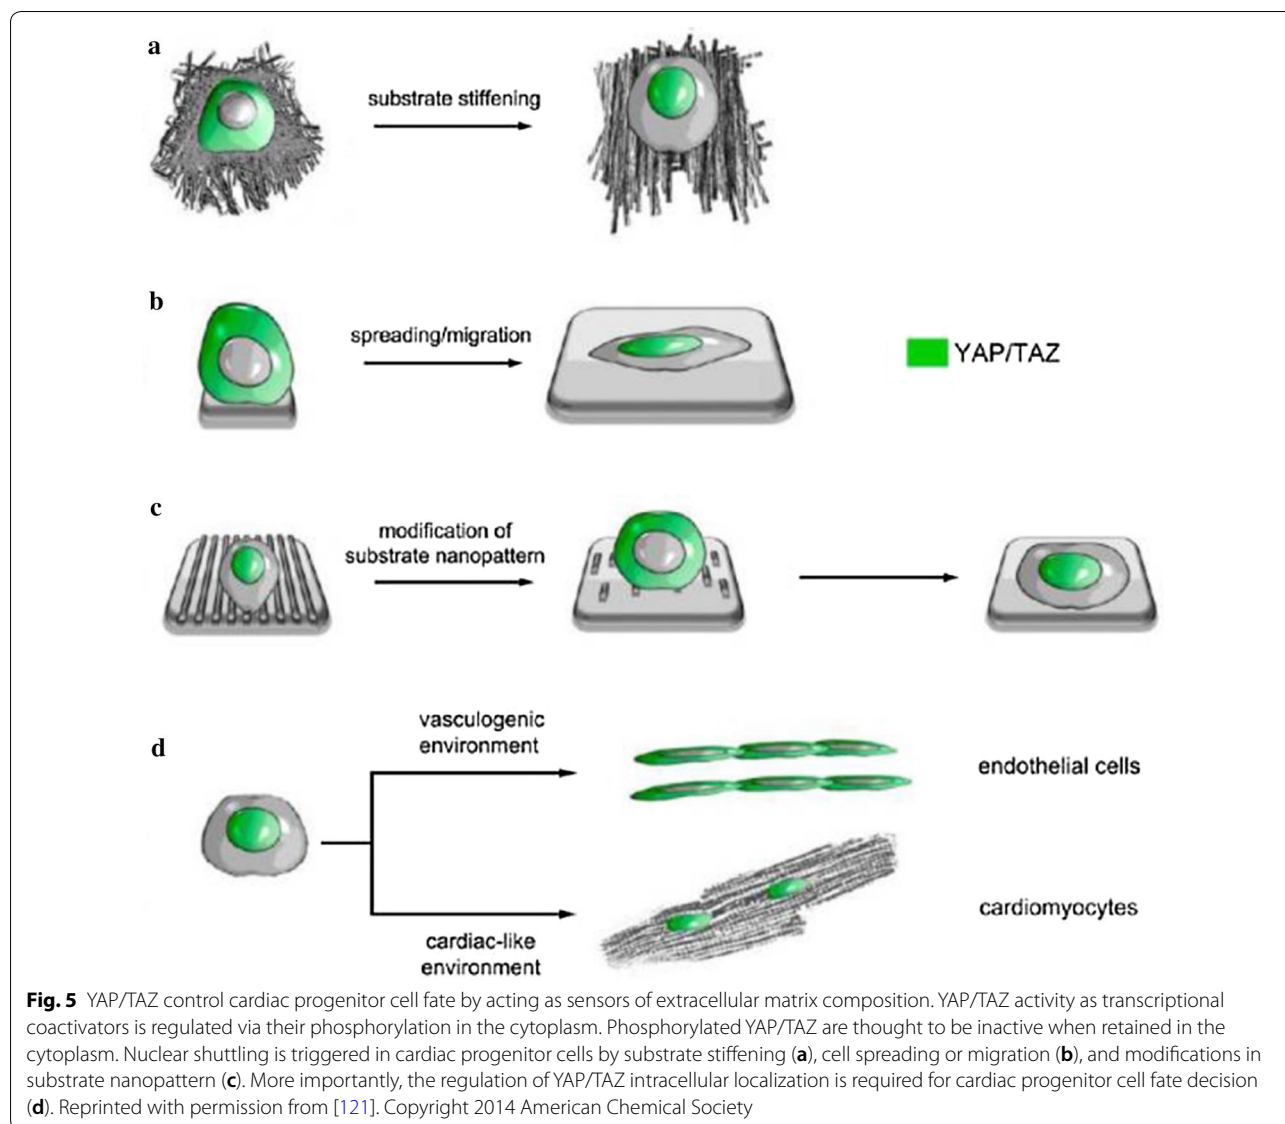 a
substrate stiffening
b
spreading/migration
YAP/TAZ
c
modification of
substrate nanopattern
d
vasculogenic
environment
endothelial cells
cardiomyocytes
cardiac-like
environment
Fig. 5 YAP/TAZ control cardiac progenitor cell fate by acting as sensors of extracellular matrix composition. YAP/TAZ activity as transcriptional
coactivators is regulated via their phosphorylation in the cytoplasm. Phosphorylated YAP/TAZ are thought to be inactive when retained in the
cytoplasm. Nuclear shuttling is triggered in cardiac progenitor cells by substrate stiffening (a), cell spreading or migration (b), and modifications in
substrate nanopattern (c). More importantly, the regulation of YAP/TAZ intracellular localization is required for cardiac progenitor cell fate decision
(d). Reprinted with permission from [121]. Copyright 2014 American Chemical Society